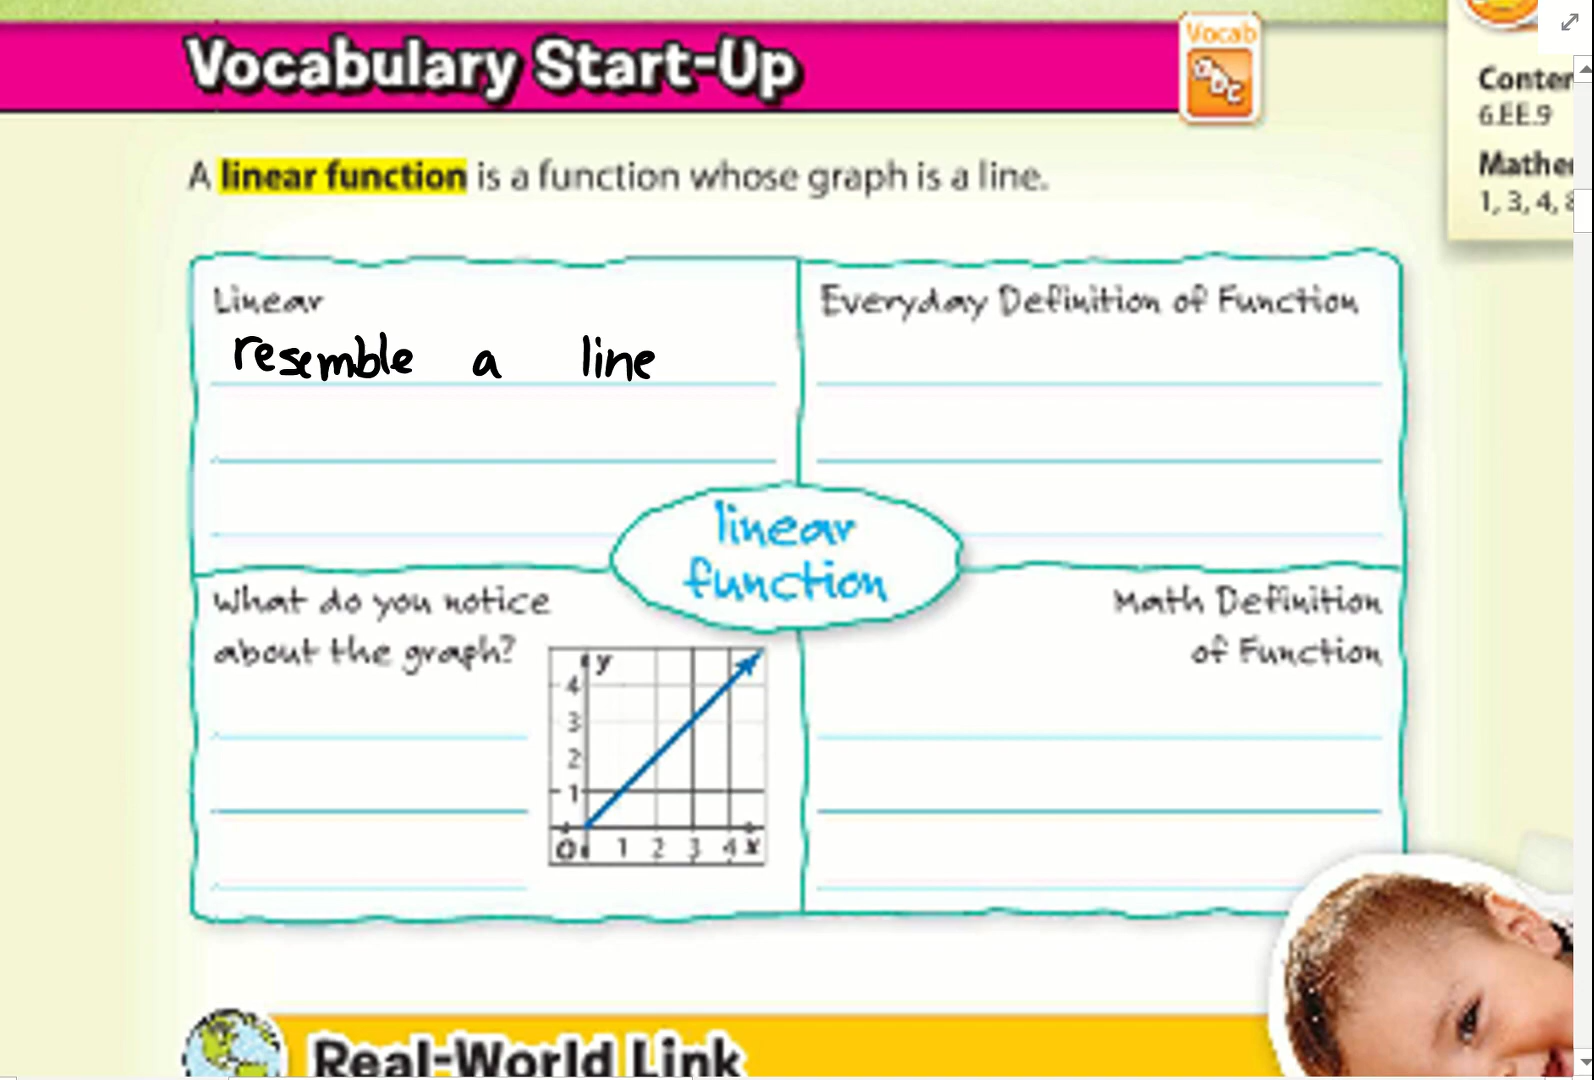 Vocabulary Start-Up
Vocab
abc
6.EE.9
1, 3, 4,
A linear function is a function whose graph is a line.
Linear
resemble a line
Everyday Definition of Function
linear
function
What do you notice
about the graph?
y
4
3
2
1
O 1 2 3 4 x
Math Definition
of Function
Real-World Link